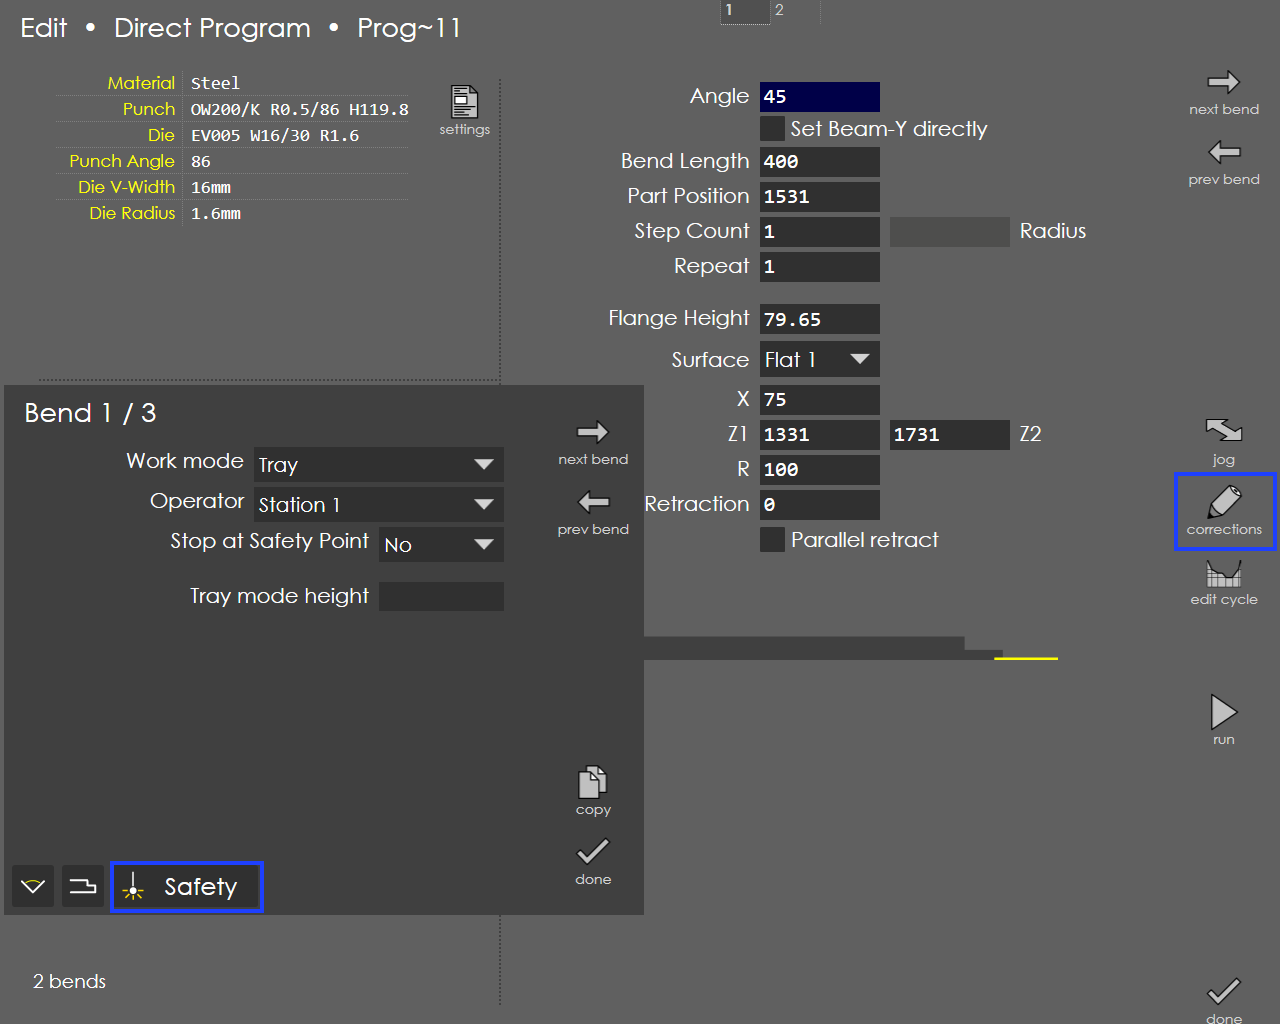 Edit • Direct Program • Prog~11
1 2
Material Steel
Punch OW200/K R0.5/86 H119.8
Die EV005 W16/30 R1.6
Punch Angle 86
Die V-Width 16mm
Die Radius 1.6mm
settings
Angle 45
Set Beam-Y directly
Bend Length 400
Part Position 1531
Step Count 1 Radius
Repeat 1
Flange Height 79.65
Surface Flat 1
X 75
Z1 1331 1731 Z2
R 100
Retraction 0
Parallel retract
next bend
prev bend
jog
corrections
edit cycle
run
done
Bend 1 / 3
Work mode Tray
Operator Station 1
Stop at Safety Point No
Tray mode height
next bend
prev bend
copy
done
Safety
2 bends